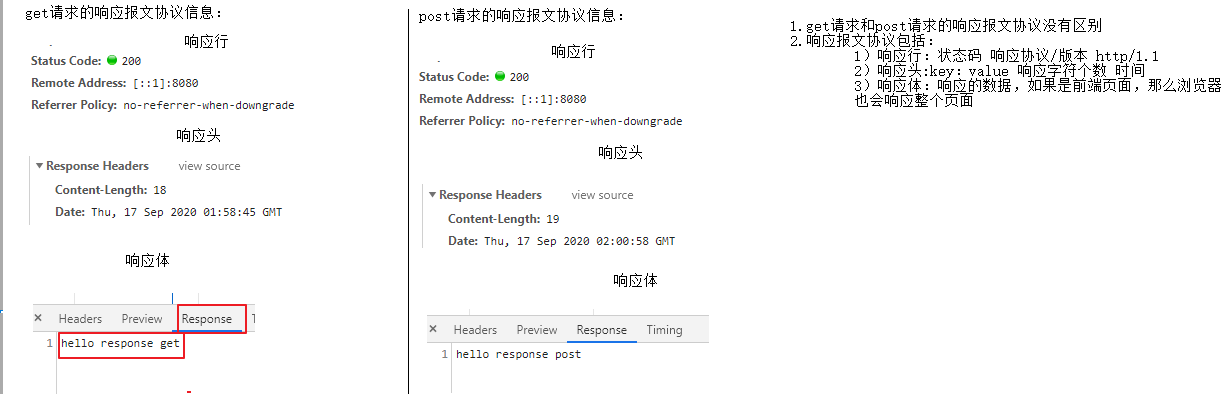 get请求的响应报文协议信息：
响应行
Status Code: 200
Remote Address: [::1]:8080
Referrer Policy: no-referrer-when-downgrade
响应头
Response Headers view source
Content-Length: 18
Date: Thu, 17 Sep 2020 01:58:45 GMT
响应体
× Headers Preview Response
1 hello response get
post请求的响应报文协议信息：
响应行
Status Code: 200
Remote Address: [::1]:8080
Referrer Policy: no-referrer-when-downgrade
响应头
Response Headers view source
Content-Length: 19
Date: Thu, 17 Sep 2020 02:00:58 GMT
响应体
× Headers Preview Response Timing
1 hello response post
1.get请求和post请求的响应报文协议没有区别
2.响应报文协议包括：
1）响应行：状态码 响应协议/版本 http/1.1
2）响应头:key：value 响应字符个数 时间
3）响应体：响应的数据，如果是前端页面，那么浏览器
也会响应整个页面